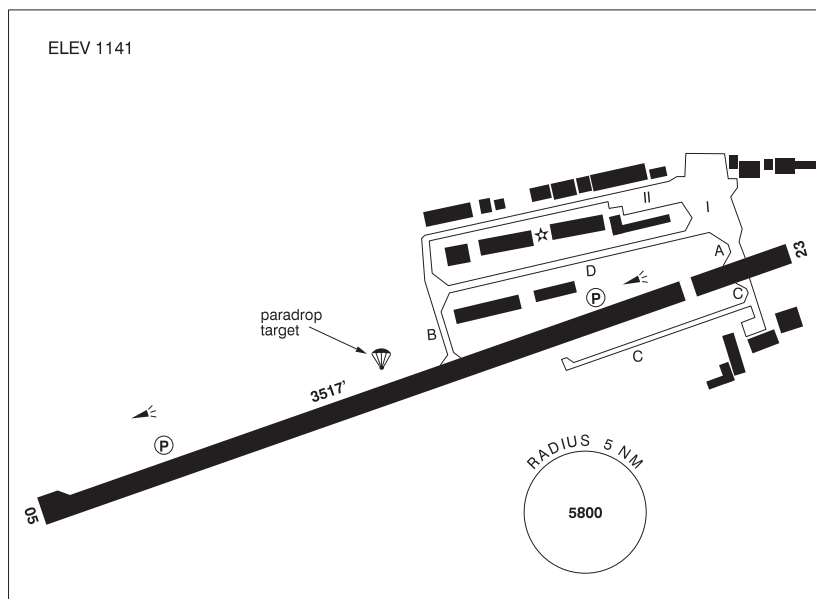 ELEV 1141
II
I
23
A
D
P
C
paradrop
target
B
C
3517'
P
05
RADIUS 5 NM
5800